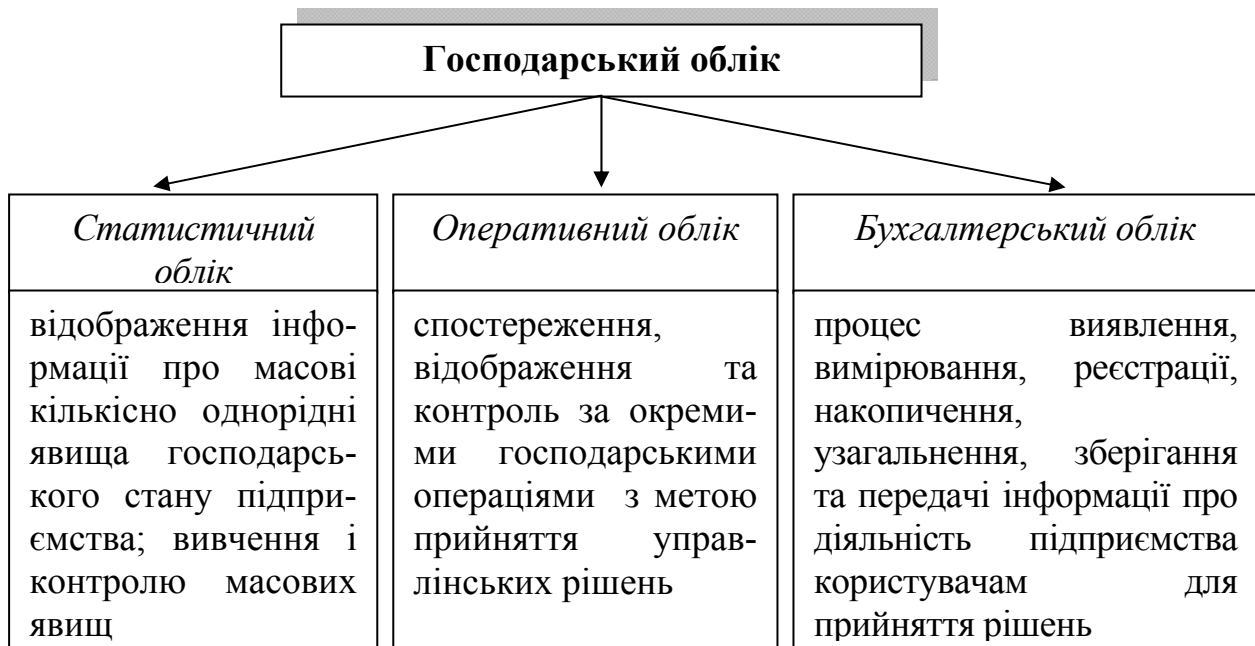 Господарський облік
Статистичний
облік
відображення інфо-
рмації про масові
кількісно однорідні
явища господарсь-
кого стану підпри-
ємства; вивчення і
контролю масових
явищ
Оперативний облік
спостереження,
відображення та
контроль за окреми-
ми господарськими
операціями з метою
прийняття управ-
лінських рішень
Бухгалтерський облік
процес виявлення,
вимірювання, реєстрації,
накопичення,
узагальнення, зберігання
та передачі інформації про
діяльність підприємства
користувачам для
прийняття рішень